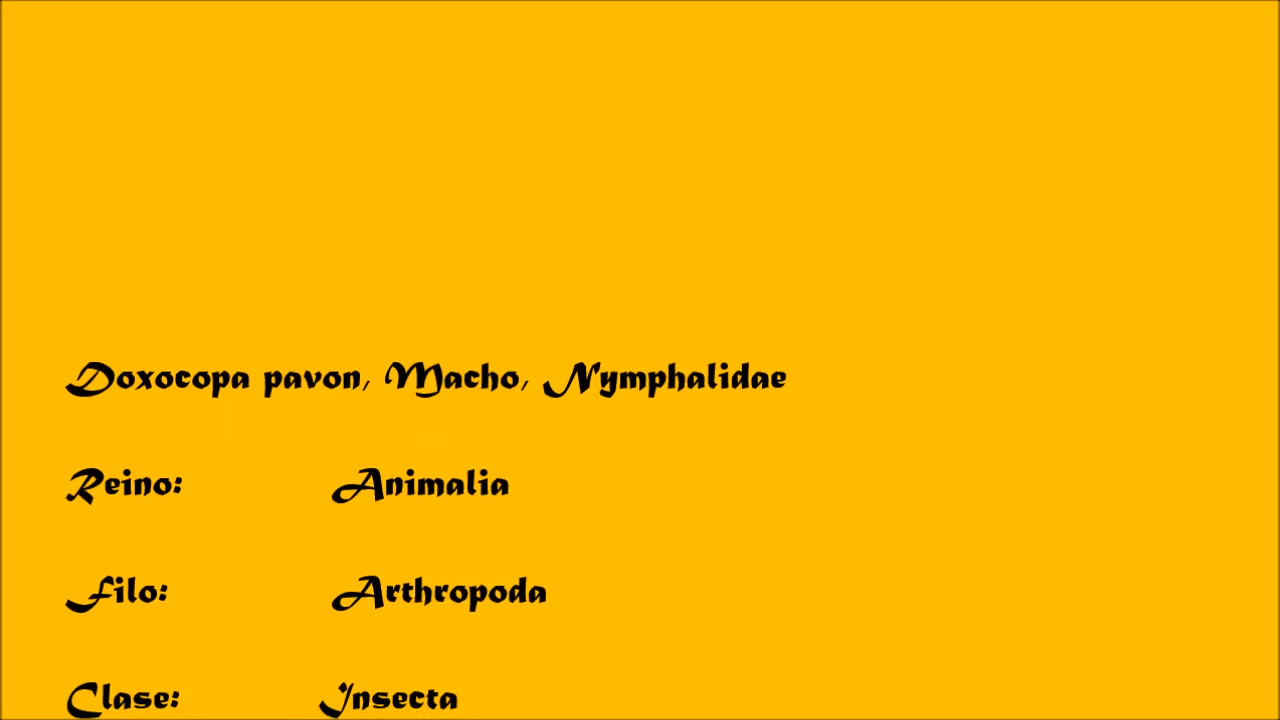 Doxocopa pavon, Macho, Nymphalidae
Reino: Animalia
Filo: Arthropoda
Clase: Insecta